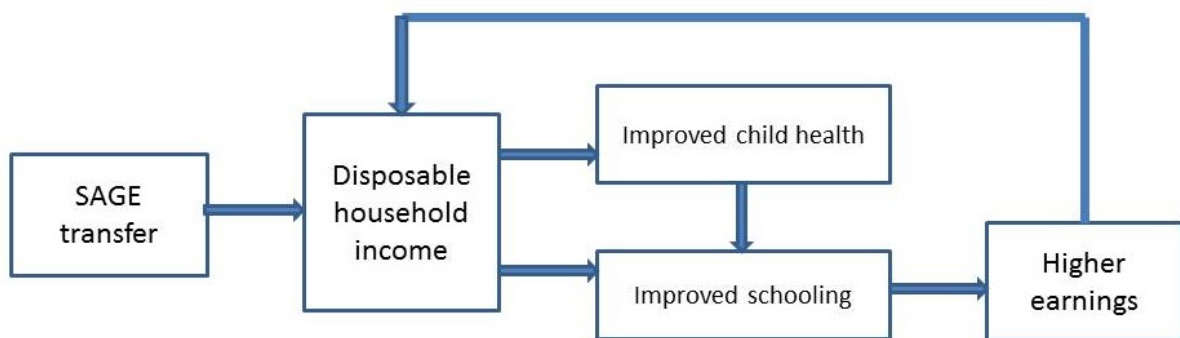 SAGE
transfer
Disposable
household
income
Improved child health
Improved schooling
Higher
earnings